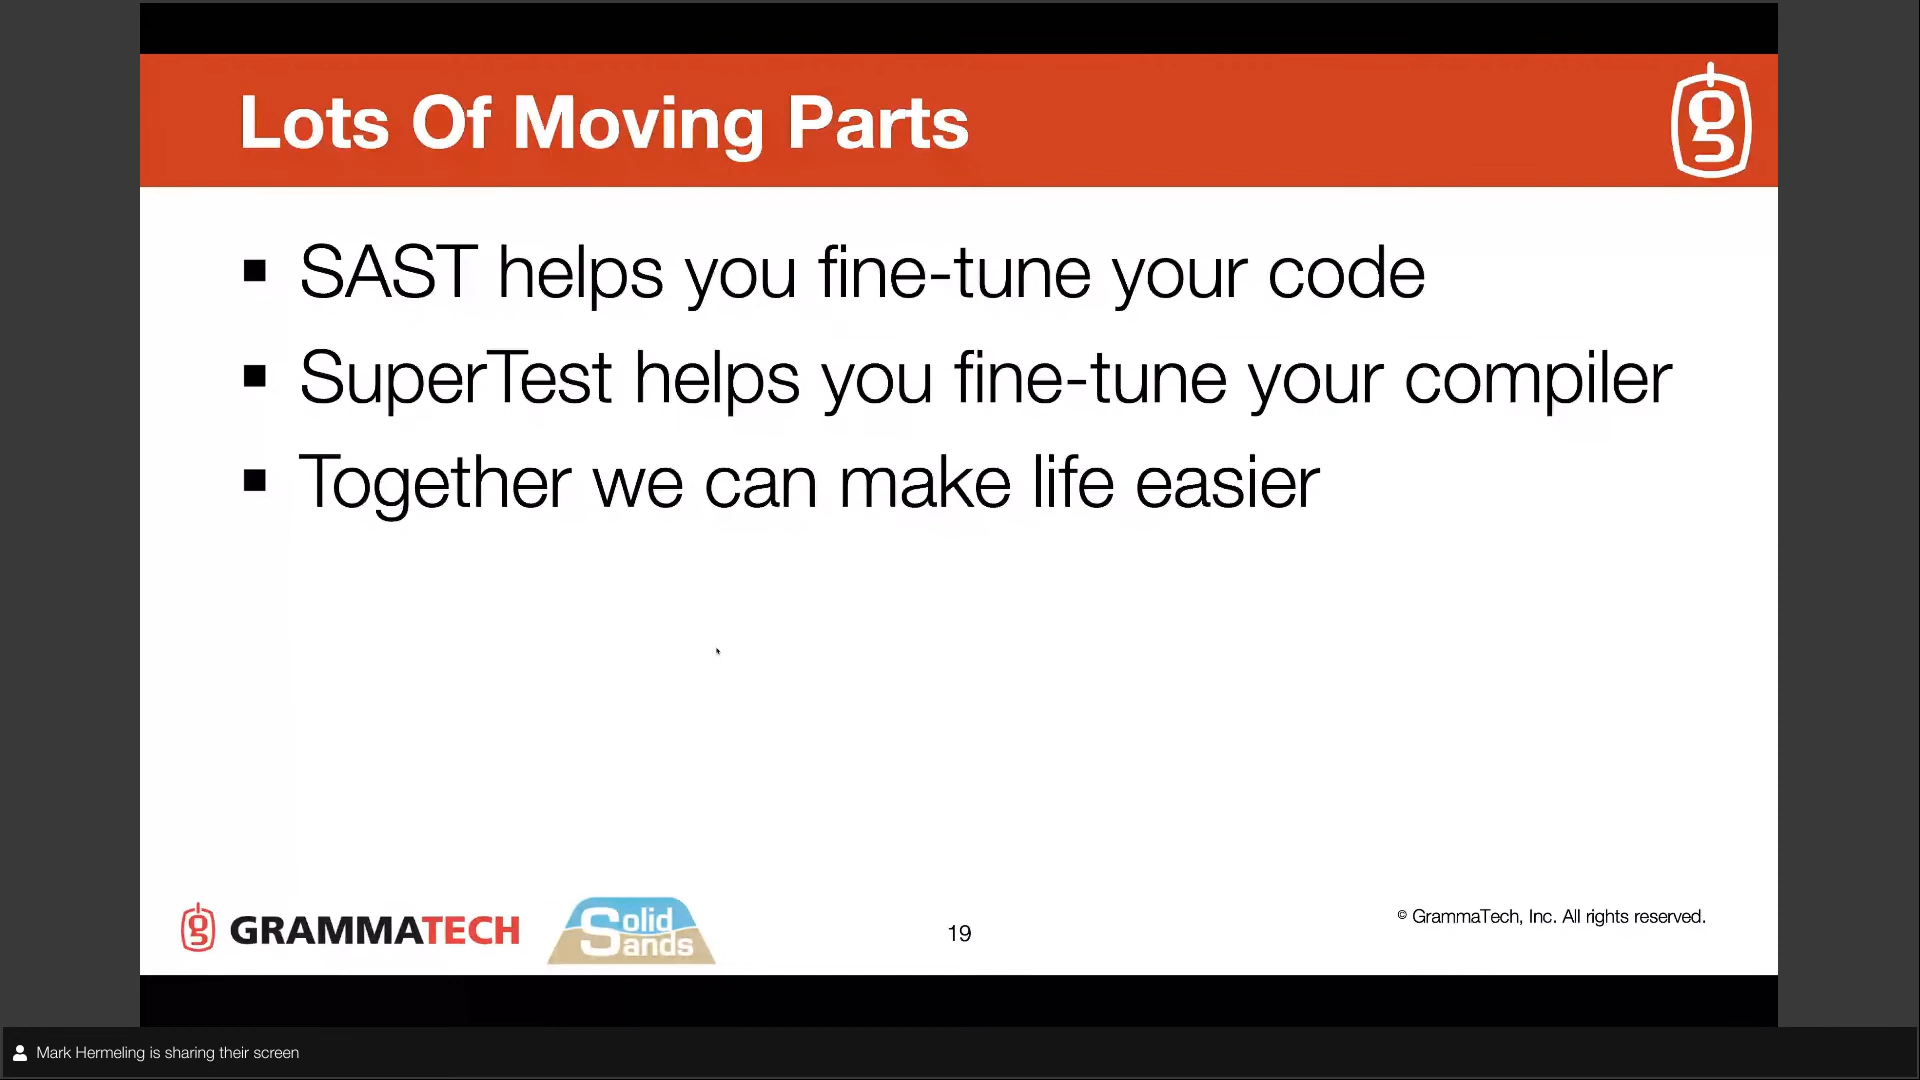 Lots Of Moving Parts
▪ SAST helps you fine-tune your code
▪ SuperTest helps you fine-tune your compiler
▪ Together we can make life easier
GRAMMATECH
Solid
Sands
19
© GrammaTech, Inc. All rights reserved.
Mark Hermeling is sharing their screen